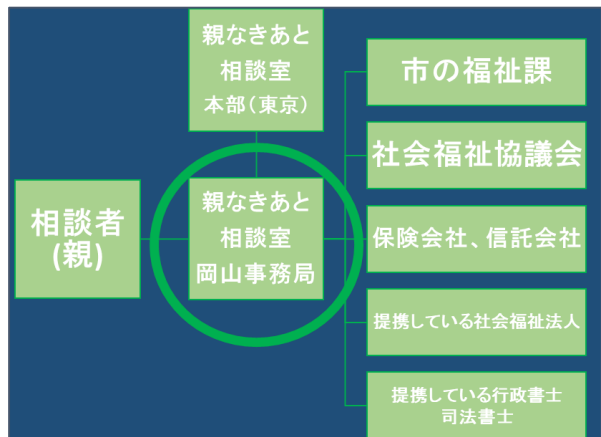 親なきあと
相談室
本部(東京)
相談者
(親)
親なきあと
相談室
岡山事務局
市の福祉課
社会福祉協議会
保険会社、信託会社
提携している社会福祉法人
提携している行政書士
司法書士